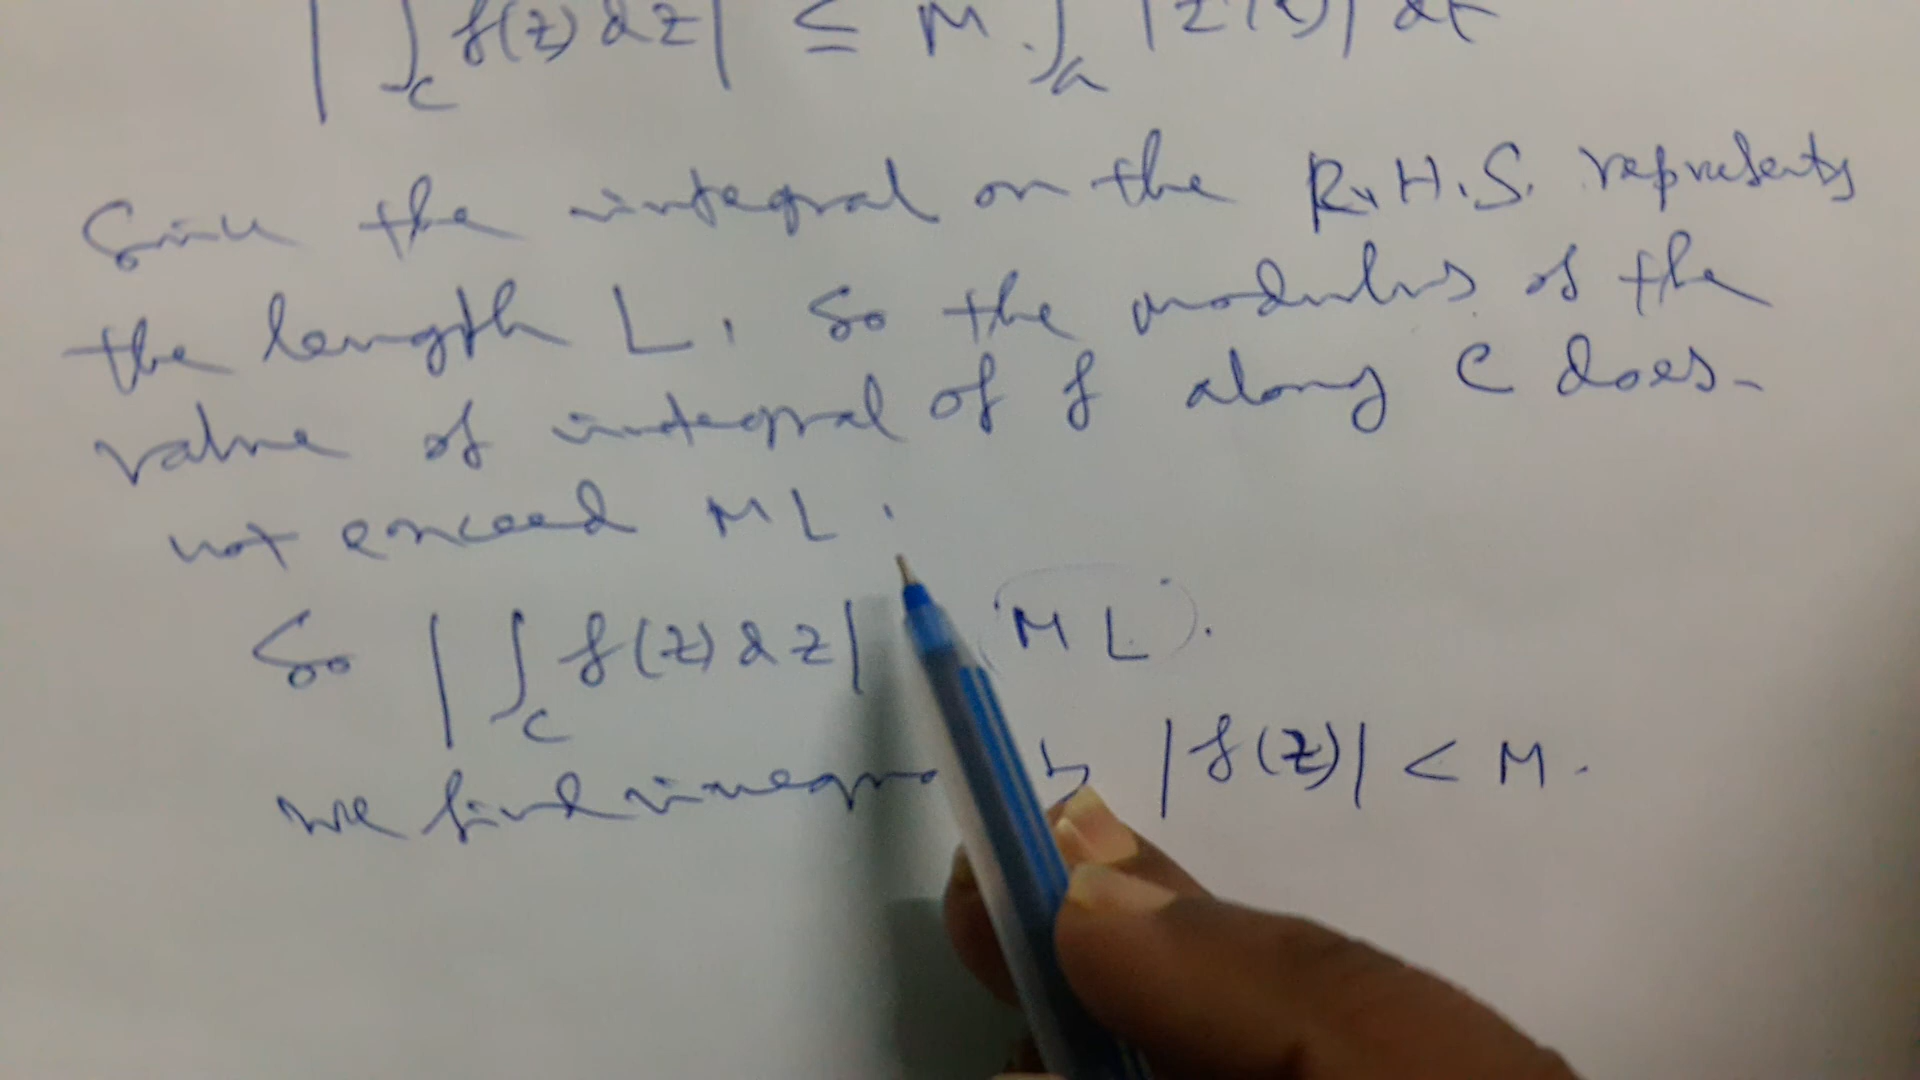 | ∫_C f(z) dz | ≤ M . ∫_a |z'(t)| dt
Since the integral on the R.H.S. represents
the length L. So the modulus of the
value of integral of f along C does
not exceed ML.
So | ∫_C f(z) dz | ML.
we find |f(z)| < M.